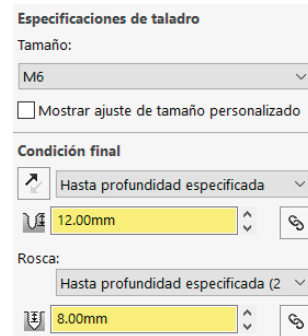 Especificaciones de taladro
Tamaño:
M6
Mostrar ajuste de tamaño personalizado
Condición final
Hasta profundidad especificada
12.00mm
Rosca:
Hasta profundidad especificada (2
8.00mm